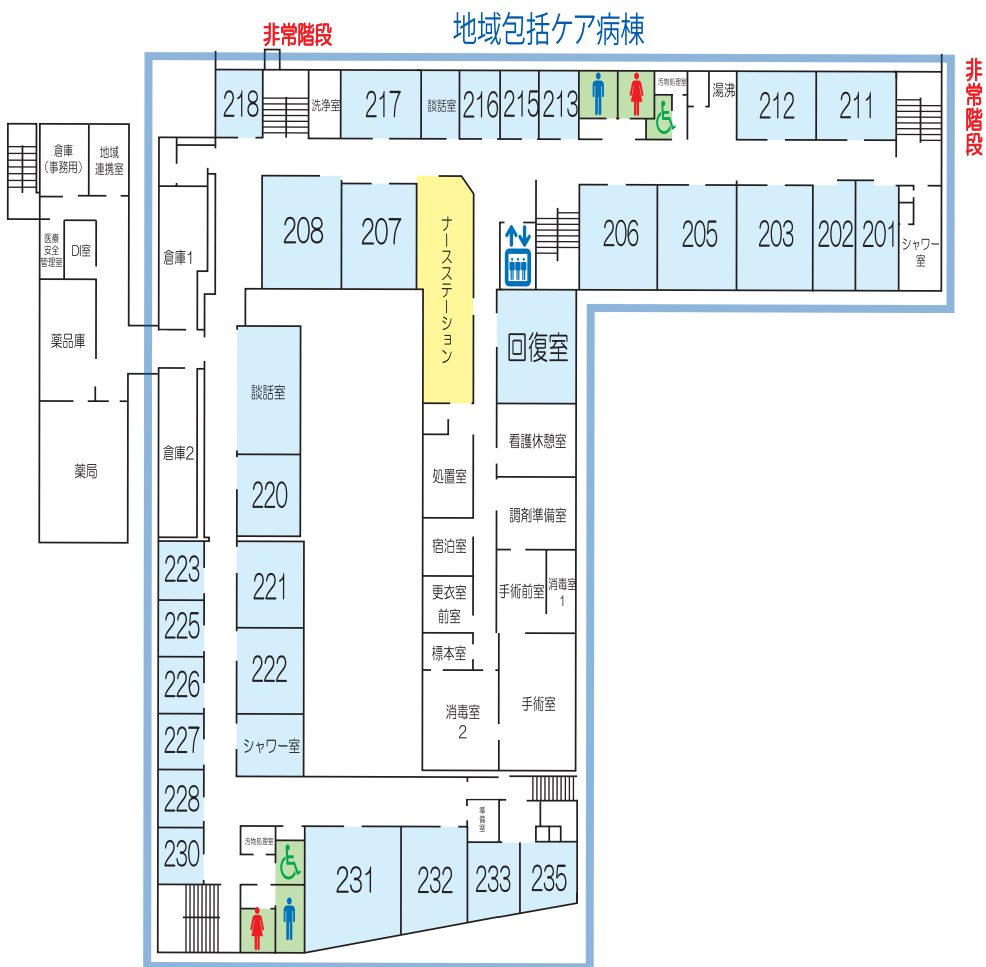 地域包括ケア病棟
非常階段
非常階段
218
洗浄室
217
談話室
216
215
213
汚物処理室
湯沸
212
211
倉庫
（事務用）
地域
連携室
医療
安全
管理室
DI室
倉庫1
208
207
ナースステーション
206
205
203
202
201
シャワー
室
薬品庫
回復室
談話室
薬局
倉庫2
処置室
看護休憩室
220
調剤準備室
宿泊室
223
221
更衣室
前室
手術前室
消毒室
1
225
標本室
226
222
消毒室
2
手術室
227
シャワー室
228
準備室
230
汚物処理室
231
232
233
235